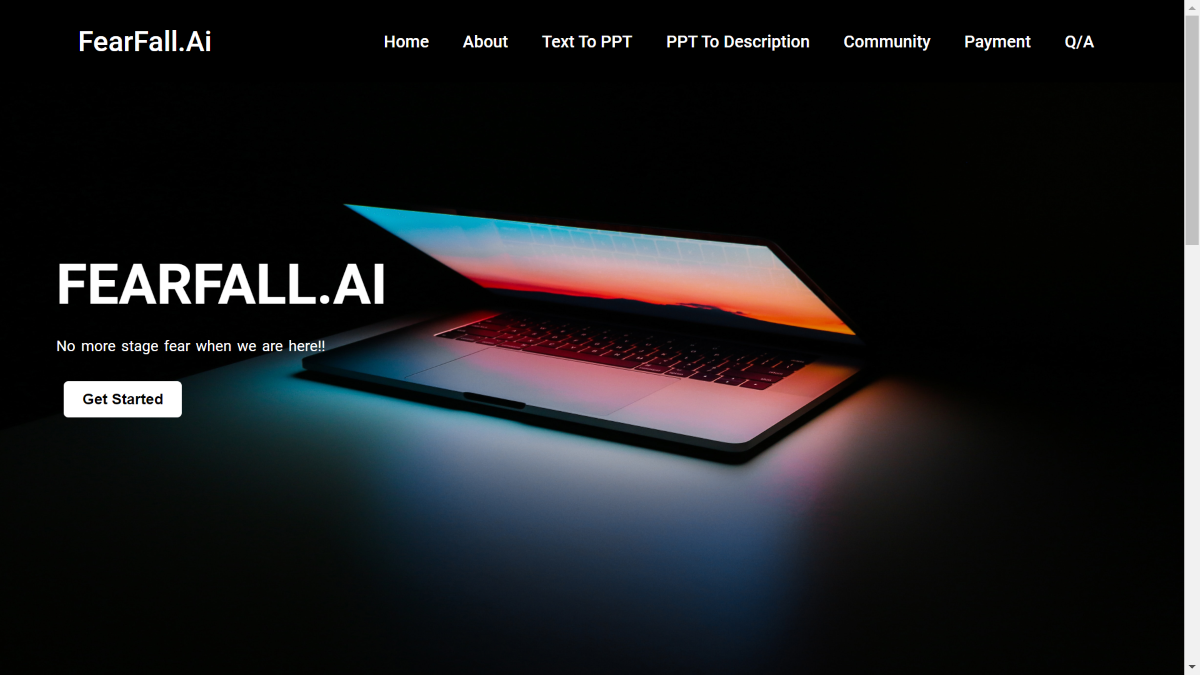 FearFall.Ai
Home About Text To PPT PPT To Description Community Payment Q/A
FEARFALL.AI
No more stage fear when we are here!!
Get Started